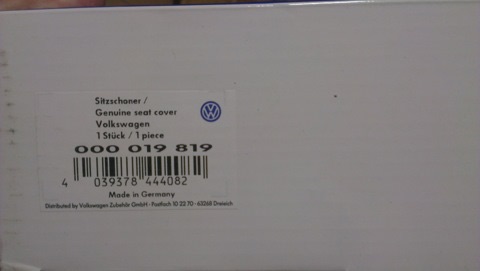 Sitzschoner /
Genuine seat cover
Volkswagen
1 Stück / 1 piece
000 019 819
4 039378 444082
Made in Germany
Distributed by Volkswagen Zubehör GmbH - Postfach 10 22 70 - 63268 Dreieich